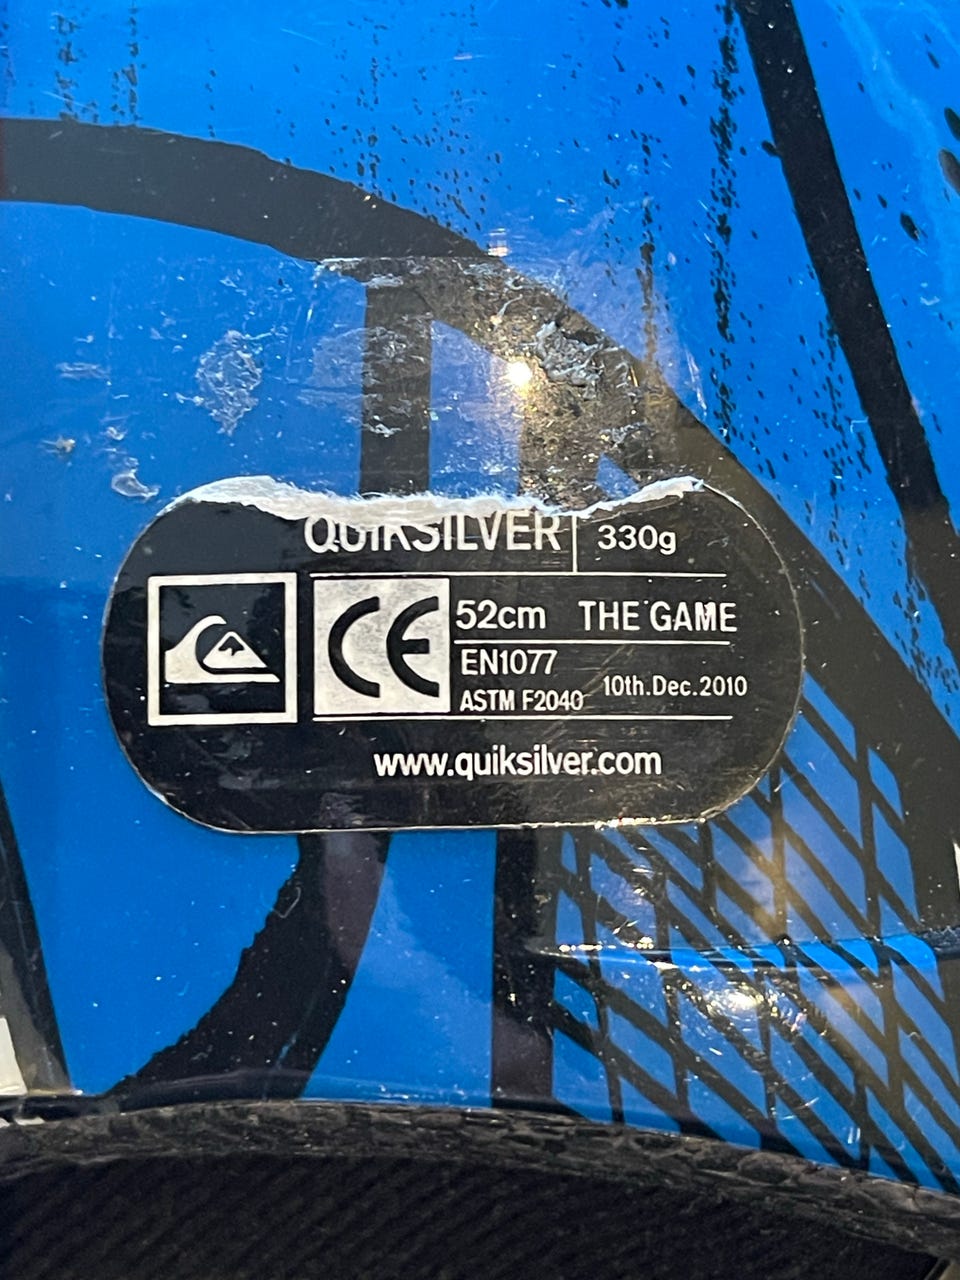 QUIKSILVER 330g
CE 52cm THE GAME
EN1077
ASTM F2040 10th.Dec.2010
www.quiksilver.com